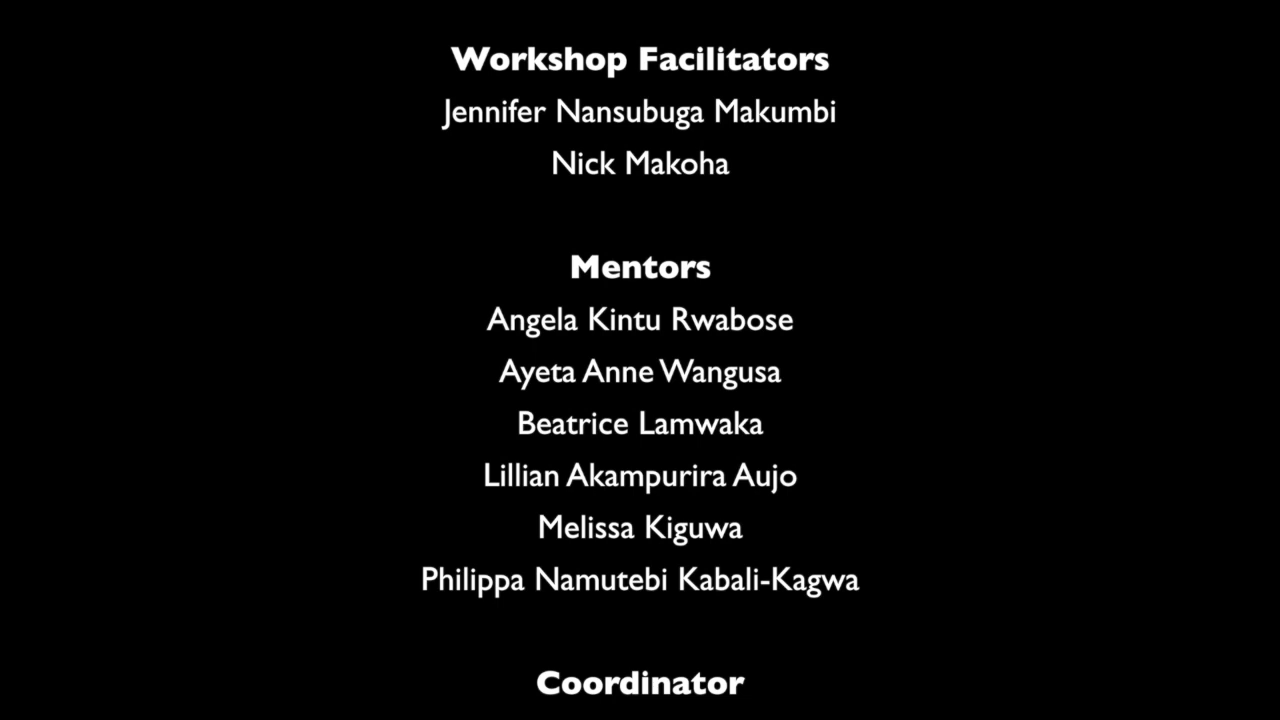 Workshop Facilitators
Jennifer Nansubuga Makumbi
Nick Makoha
Mentors
Angela Kintu Rwabose
Ayeta Anne Wangusa
Beatrice Lamwaka
Lillian Akampurira Aujo
Melissa Kiguwa
Philippa Namutebi Kabali-Kagwa
Coordinator